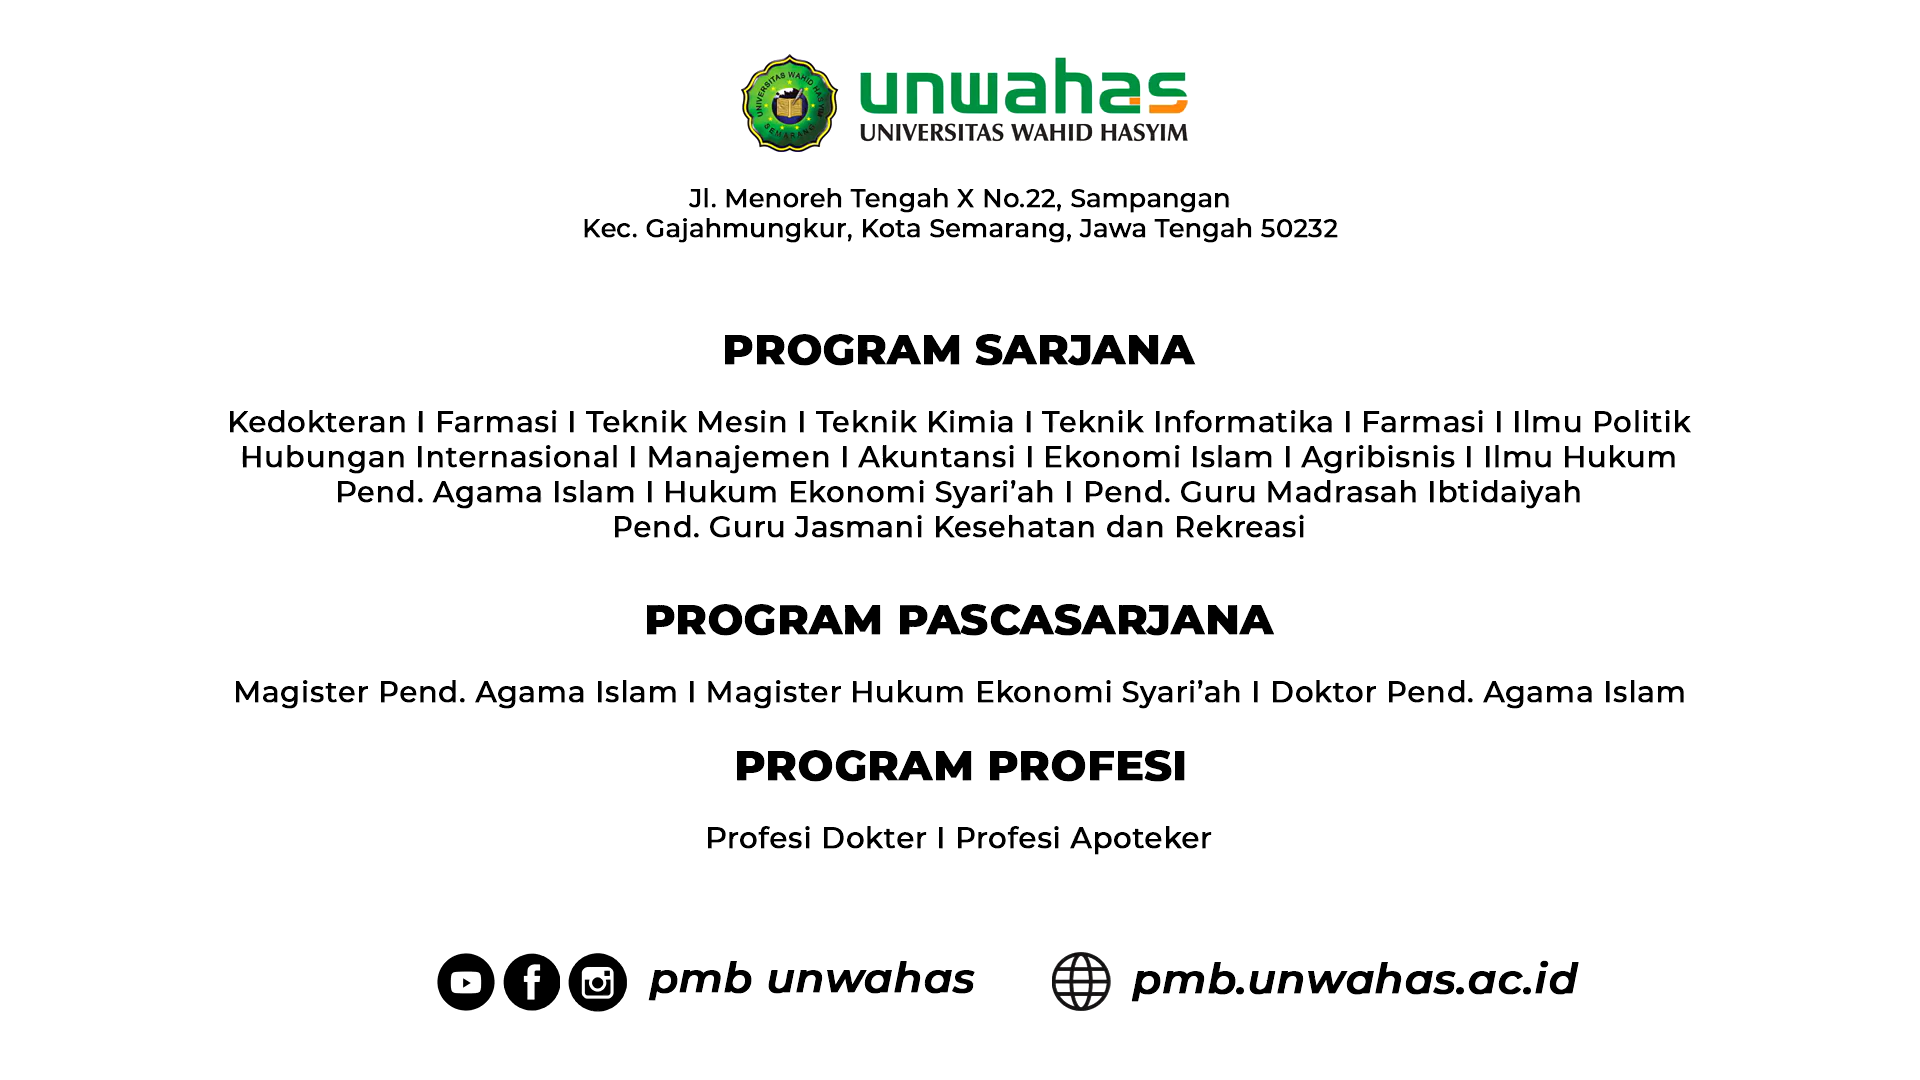 UNIVERSITAS WAHID HASYIM
SEMARANG
unwahas
UNIVERSITAS WAHID HASYIM
Jl. Menoreh Tengah X No.22, Sampangan
Kec. Gajahmungkur, Kota Semarang, Jawa Tengah 50232
PROGRAM SARJANA
Kedokteran I Farmasi I Teknik Mesin I Teknik Kimia I Teknik Informatika I Farmasi I Ilmu Politik
Hubungan Internasional I Manajemen I Akuntansi I Ekonomi Islam I Agribisnis I Ilmu Hukum
Pend. Agama Islam I Hukum Ekonomi Syari’ah I Pend. Guru Madrasah Ibtidaiyah
Pend. Guru Jasmani Kesehatan dan Rekreasi
PROGRAM PASCASARJANA
Magister Pend. Agama Islam I Magister Hukum Ekonomi Syari’ah I Doktor Pend. Agama Islam
PROGRAM PROFESI
Profesi Dokter I Profesi Apoteker
pmb unwahas
pmb.unwahas.ac.id